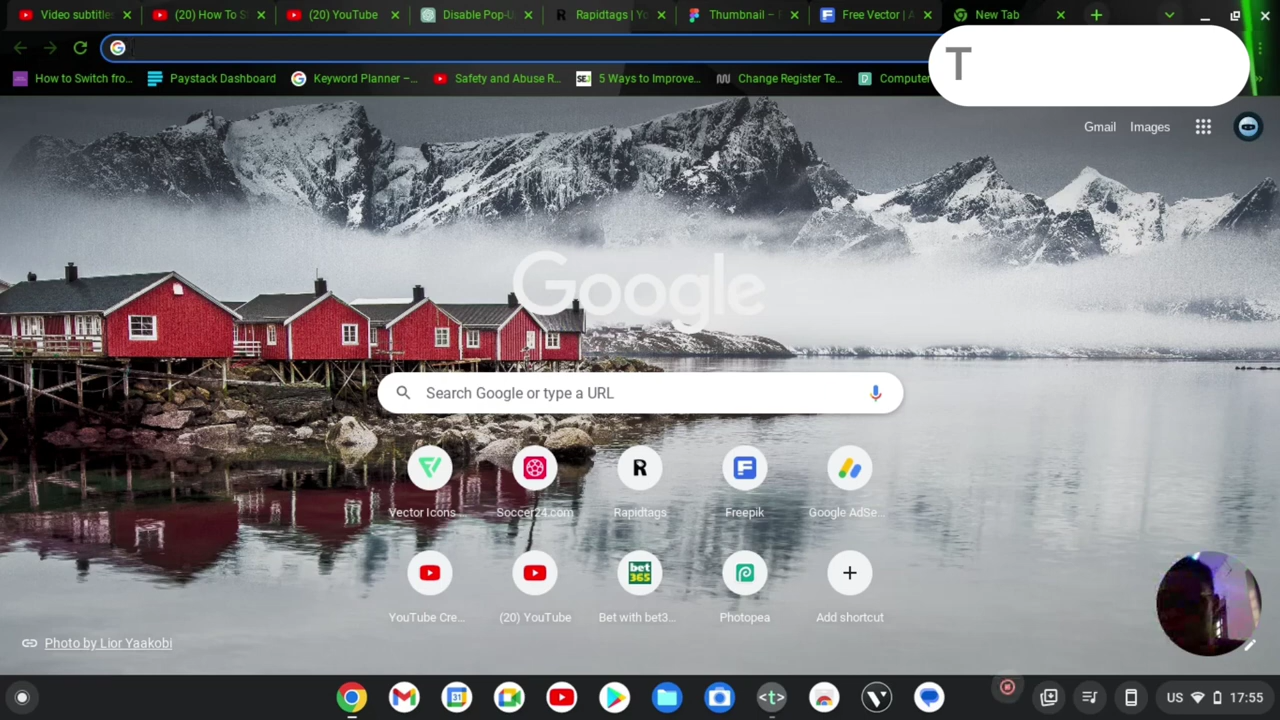 Video subtitle
(20) How To S
(20) YouTube
Disable Pop-U
Rapidtags | Yo
Thumbnail –
Free Vector | A
New Tab
How to Switch fro...
Paystack Dashboard
Keyword Planner –...
Safety and Abuse R...
SEJ
5 Ways to Improve...
Change Register Te...
Computer
T
Gmail
Images
Google
Search Google or type a URL
Vector Icons
Soccer24.com
R
Rapidtags
Freepik
Google AdSe...
YouTube Cre...
(20) YouTube
bet
365
Bet with bet3...
Photopea
Add shortcut
Photo by Lior Yaakobi
31
<t>
US
17:55